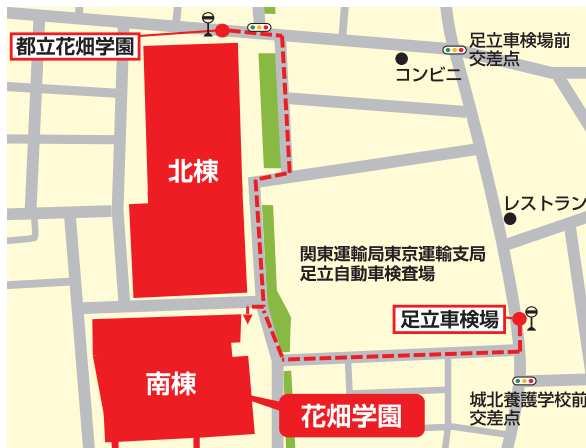 都立花畑学園
足立車検場前
交差点
コンビニ
北棟
レストラン
関東運輸局東京運輸支局
足立自動車検査場
足立車検場
南棟
花畑学園
城北養護学校前
交差点